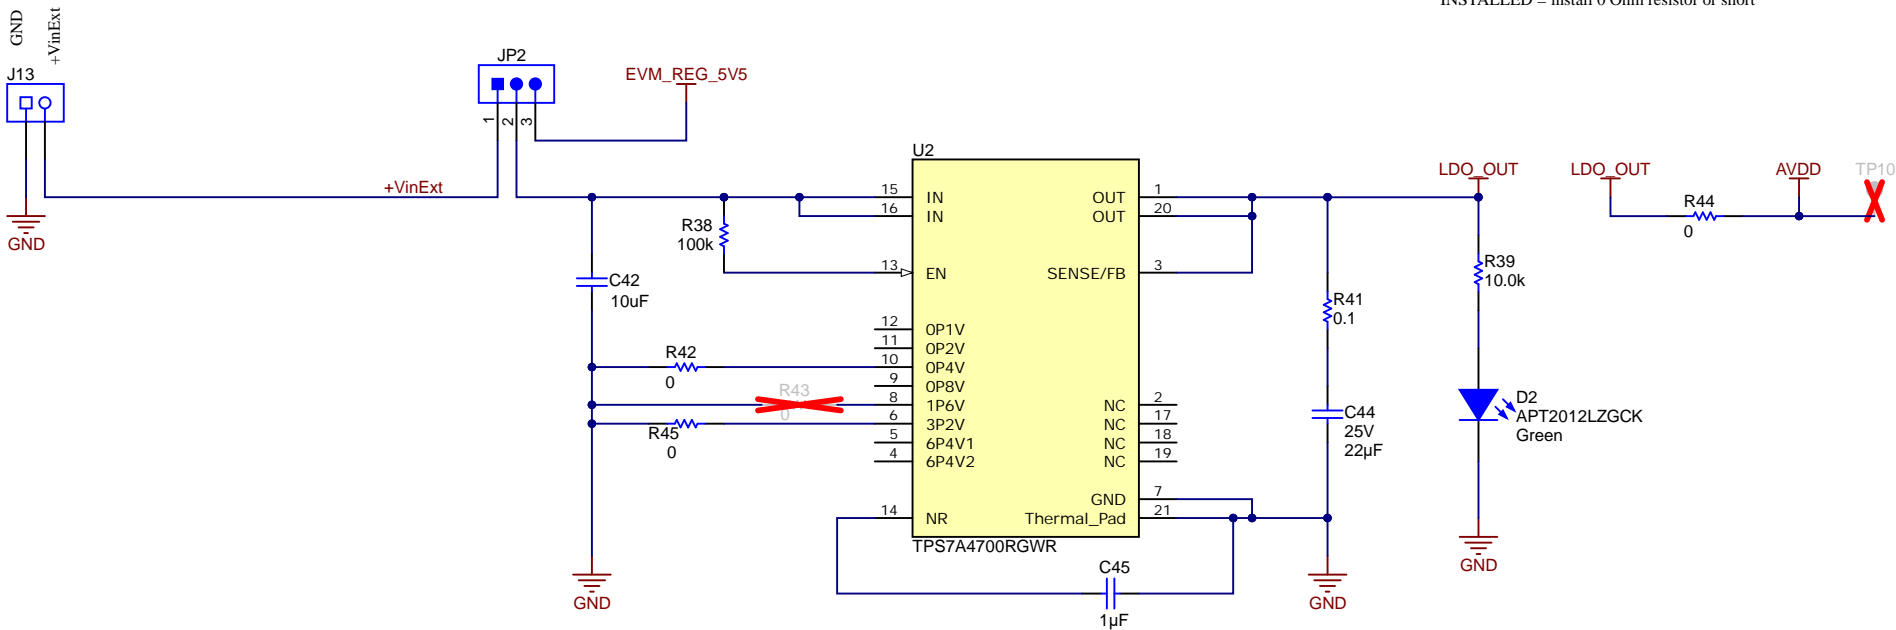 INSTALLED = Install 0 Ohm resistor or short
GND
+VinExt
J13
GND
JP2
1
2
3
EVM_REG_5V5
+VinExt
R38
100k
C42
10uF
R42
0
R43
0
R45
0
GND
U2
15 IN
16 IN
13 EN
12 0P1V
11 0P2V
10 0P4V
9 0P8V
8 1P6V
6 3P2V
5 6P4V1
4 6P4V2
14 NR
OUT 1
OUT 20
SENSE/FB 3
NC 2
NC 17
NC 18
NC 19
GND 7
Thermal_Pad 21
TPS7A4700RGWR
C45
1µF
R41
0.1
C44
25V
22µF
GND
LDO_OUT
R39
10.0k
D2
APT2012LZGCK
Green
GND
LDO_OUT
R44
0
AVDD
TP10